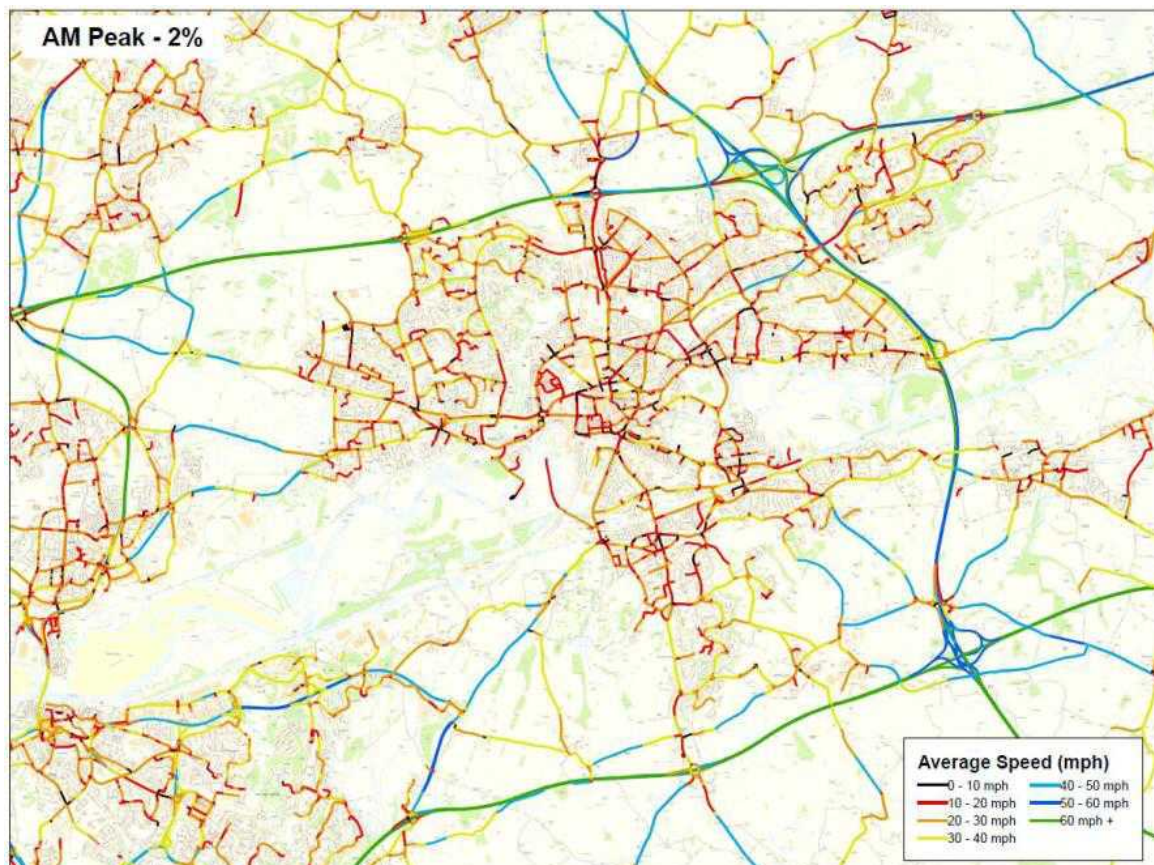 AM Peak - 2%
Average Speed (mph)
0 - 10 mph
10 - 20 mph
20 - 30 mph
30 - 40 mph
40 - 50 mph
50 - 60 mph
60 mph +